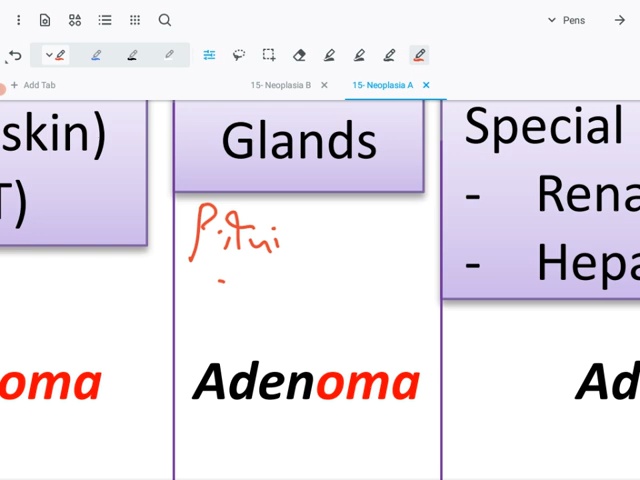 Pens
Add Tab
15- Neoplasia B
15- Neoplasia A
skin)
T)
Glands
Special
- Rena
- Hepa
Pitui
oma
Adenoma
Ad